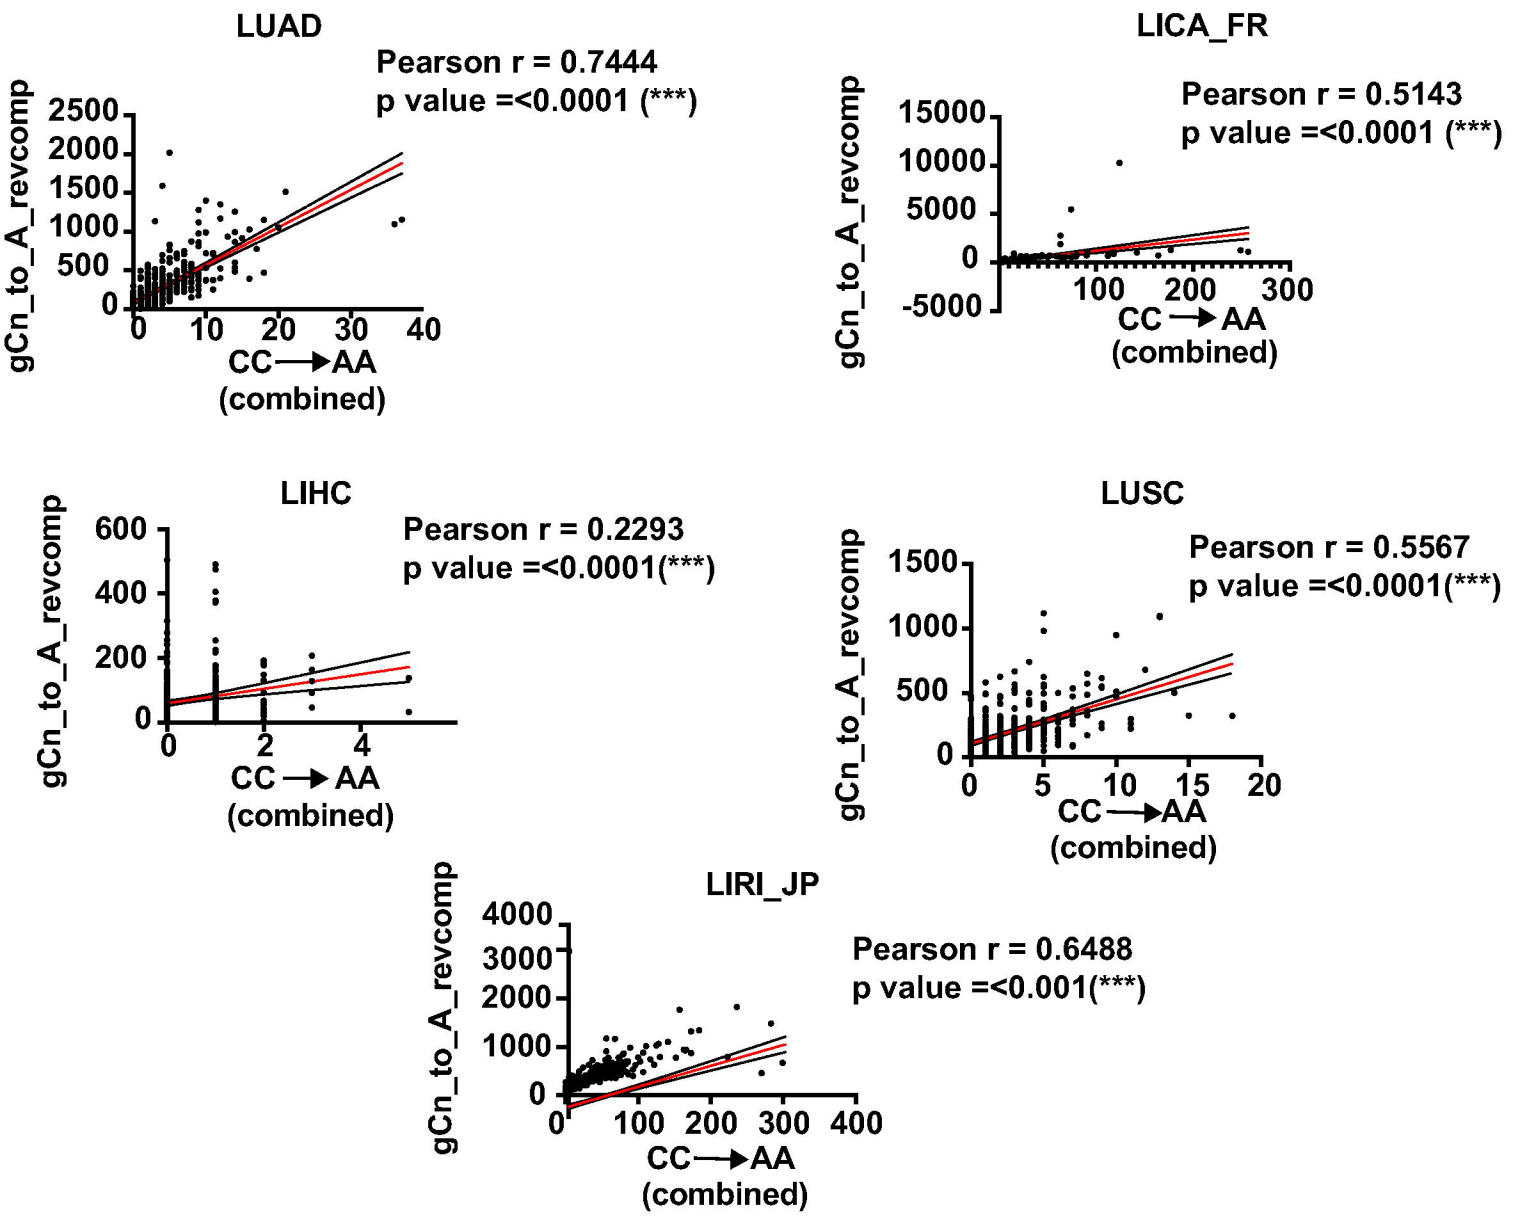 LUAD
Pearson r = 0.7444
p value =<0.0001 (***)
gCn_to_A_revcomp
2500
2000
1500
1000
500
0
0 10 20 30 40
CC→AA
(combined)
LICA_FR
Pearson r = 0.5143
p value =<0.0001 (***)
gCn_to_A_revcomp
15000
10000
5000
0
-5000
100 200 300
CC→AA
(combined)
LIHC
Pearson r = 0.2293
p value =<0.0001(***)
gCn_to_A_revcomp
600
400
200
0
0 2 4
CC→AA
(combined)
LUSC
Pearson r = 0.5567
p value =<0.0001(***)
gCn_to_A_revcomp
1500
1000
500
0
0 5 10 15 20
CC→AA
(combined)
LIRI_JP
Pearson r = 0.6488
p value =<0.001(***)
gCn_to_A_revcomp
4000
3000
2000
1000
0
0 100 200 300 400
CC→AA
(combined)